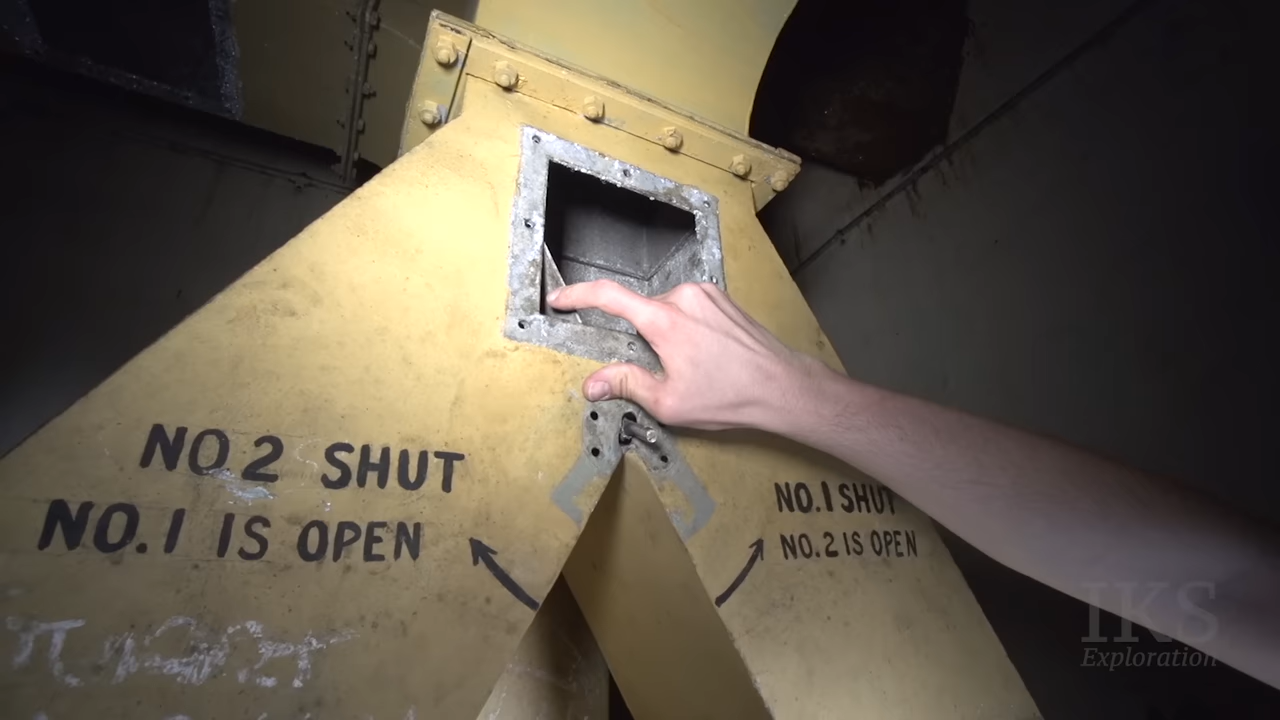 NO.2 SHUT
NO.1 IS OPEN
NO.1 SHUT
NO.2 IS OPEN
IKS
Exploration